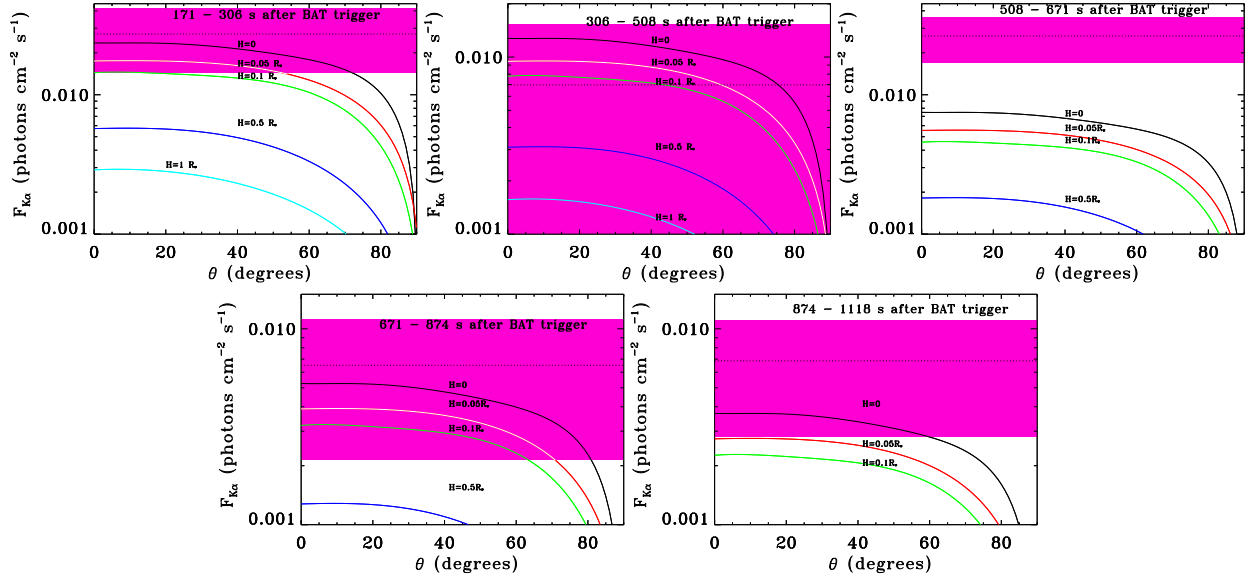 171 - 306 s after BAT trigger
F_Kα (photons cm⁻² s⁻¹)
0.010
0.001
H=0
H=0.05 R*
H=0.1 R*
H=0.5 R*
H=1 R*
0 20 40 60 80
θ (degrees)
306 - 508 s after BAT trigger
F_Kα (photons cm⁻² s⁻¹)
0.010
0.001
H=0
H=0.05 R*
H=0.1 R*
H=0.5 R*
H=1 R*
0 20 40 60 80
θ (degrees)
508 - 671 s after BAT trigger
F_Kα (photons cm⁻² s⁻¹)
0.010
0.001
H=0
H=0.05R*
H=0.1R*
H=0.5R*
0 20 40 60 80
θ (degrees)
671 - 874 s after BAT trigger
F_Kα (photons cm⁻² s⁻¹)
0.010
0.001
H=0
H=0.05R*
H=0.1R*
H=0.5R*
0 20 40 60 80
θ (degrees)
874 - 1118 s after BAT trigger
F_Kα (photons cm⁻² s⁻¹)
0.010
0.001
H=0
H=0.05R*
H=0.1R*
0 20 40 60 80
θ (degrees)